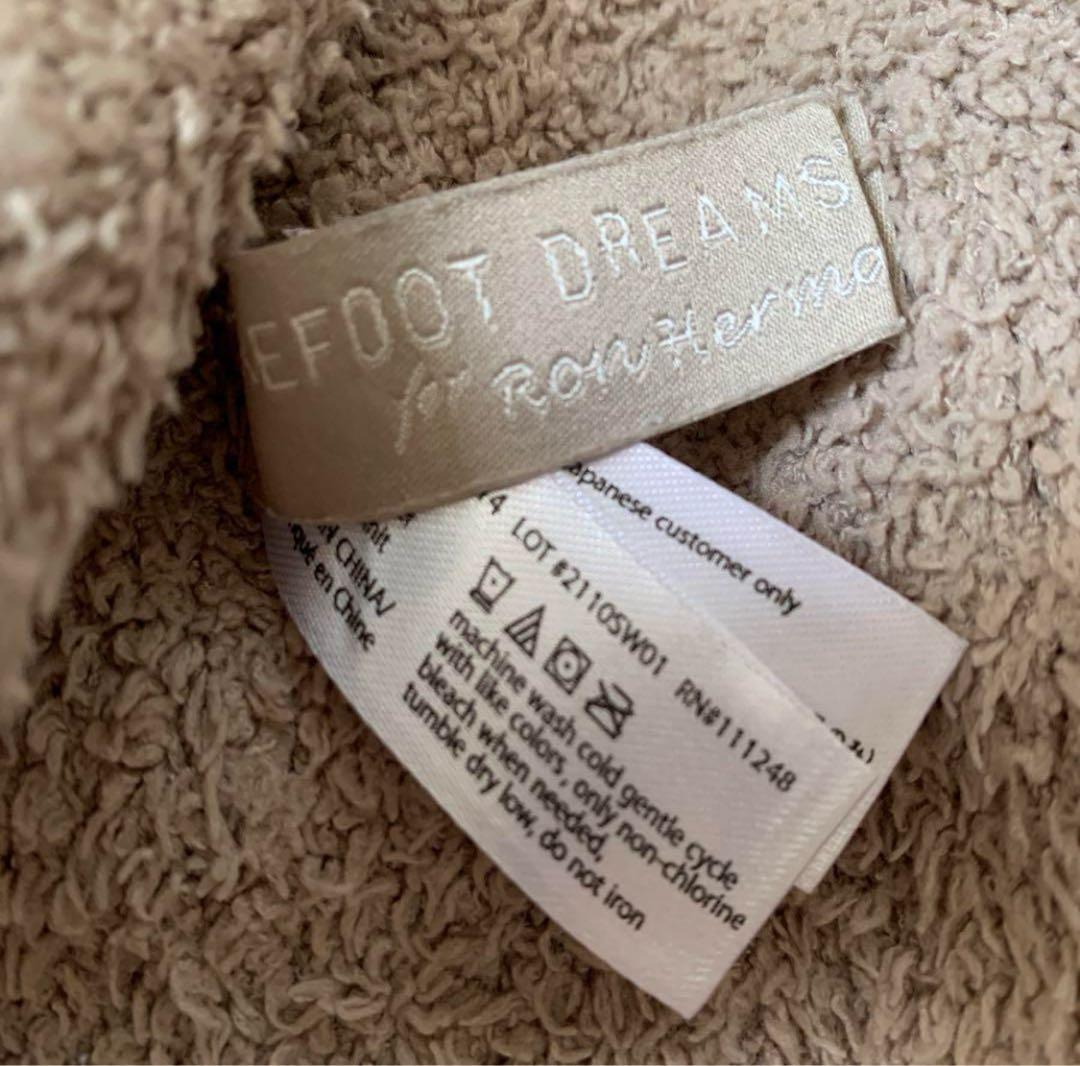 EFOOT DREAMS
for Ron Herma
apanese customer only
LOT #2110SW01 RN#111248
machine wash cold gentle cycle
with like colors, only non-chlorine
bleach when needed,
tumble dry low, do not iron
CHINA/
qué en Chine